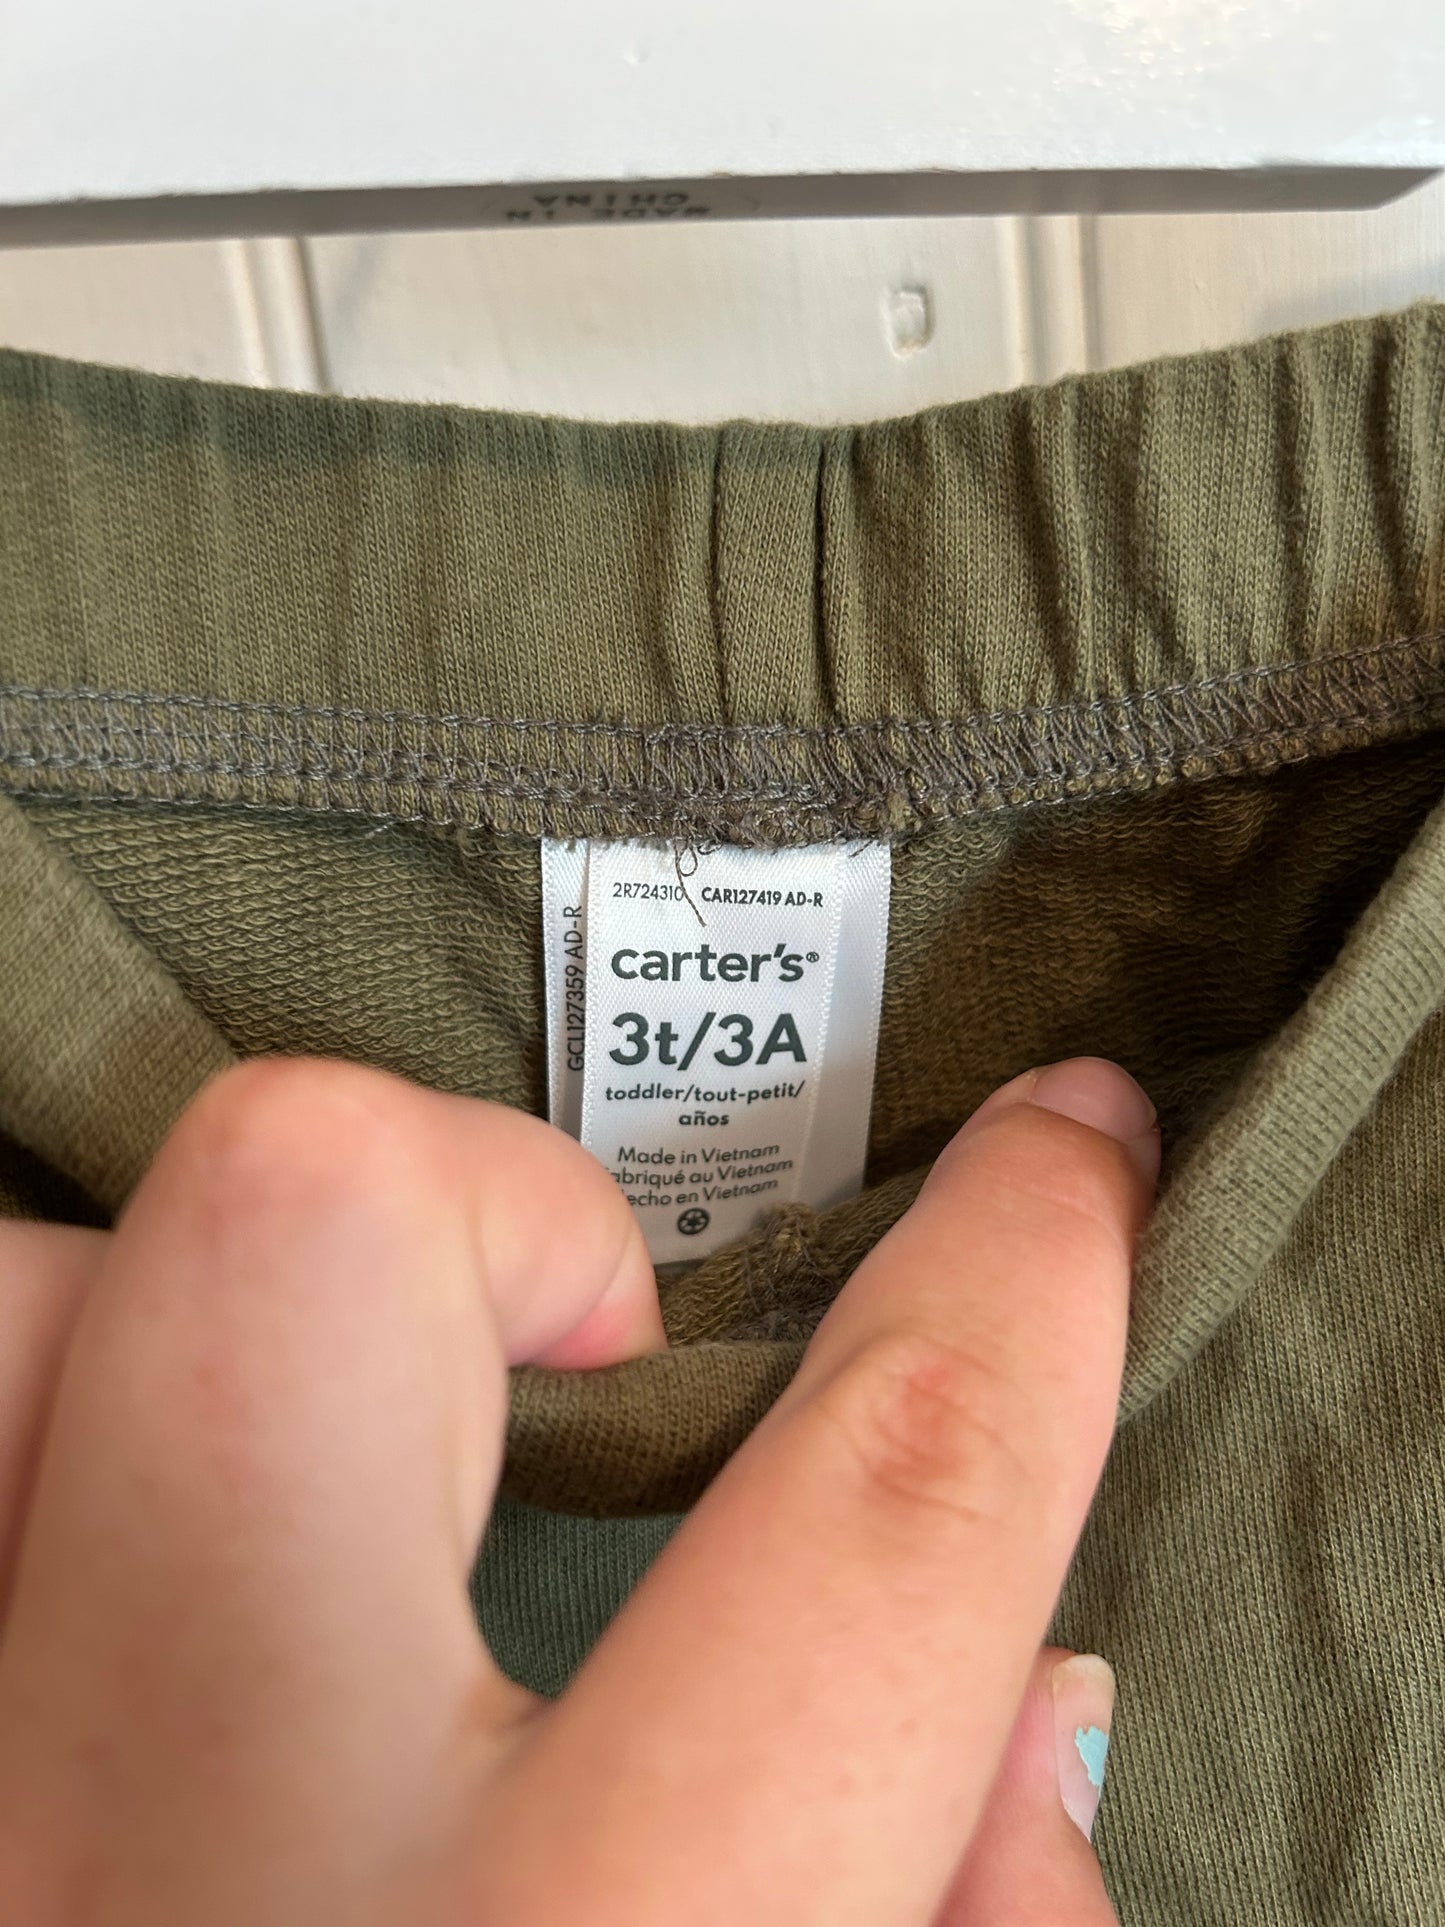 MADE IN
CHINA
2R724310 CAR127419 AD-R
GCL127359 AD-R
carter's®
3t/3A
toddler/tout-petit/
años
Made in Vietnam
abriqué au Vietnam
echo en Vietnam